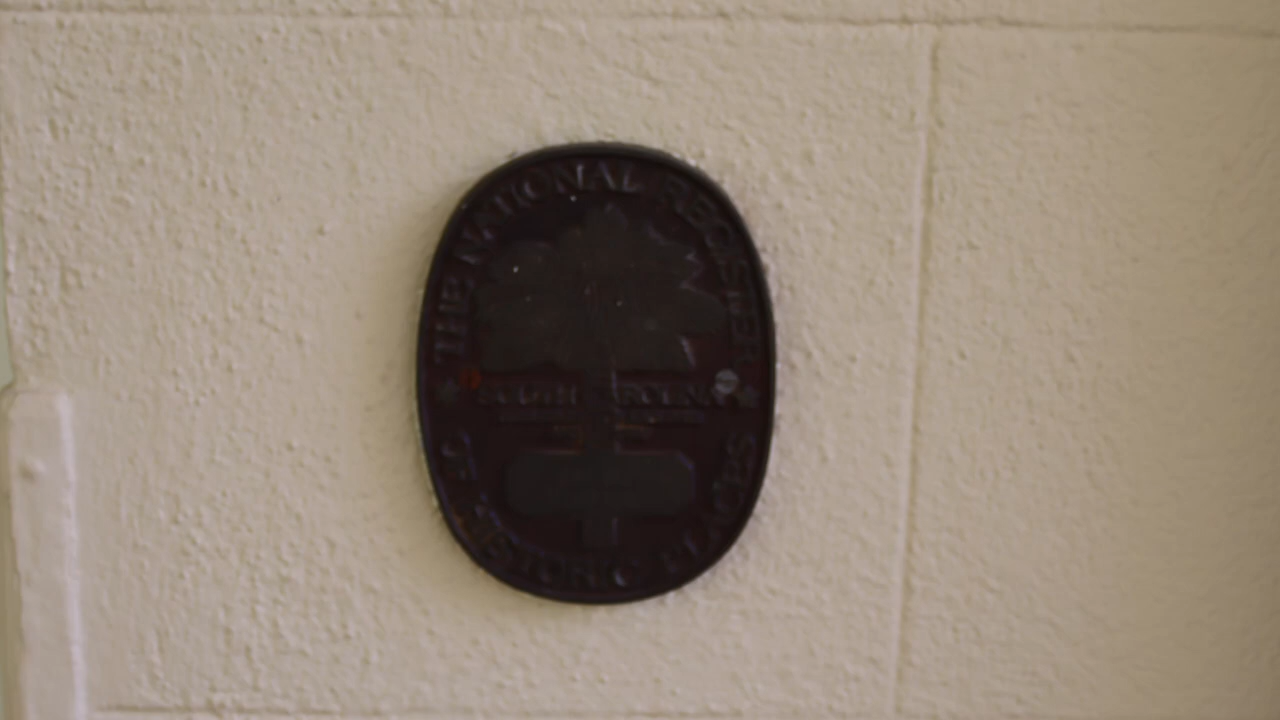 THE NATIONAL REGISTER
SOUTH CAROLINA
OF HISTORIC PLACES